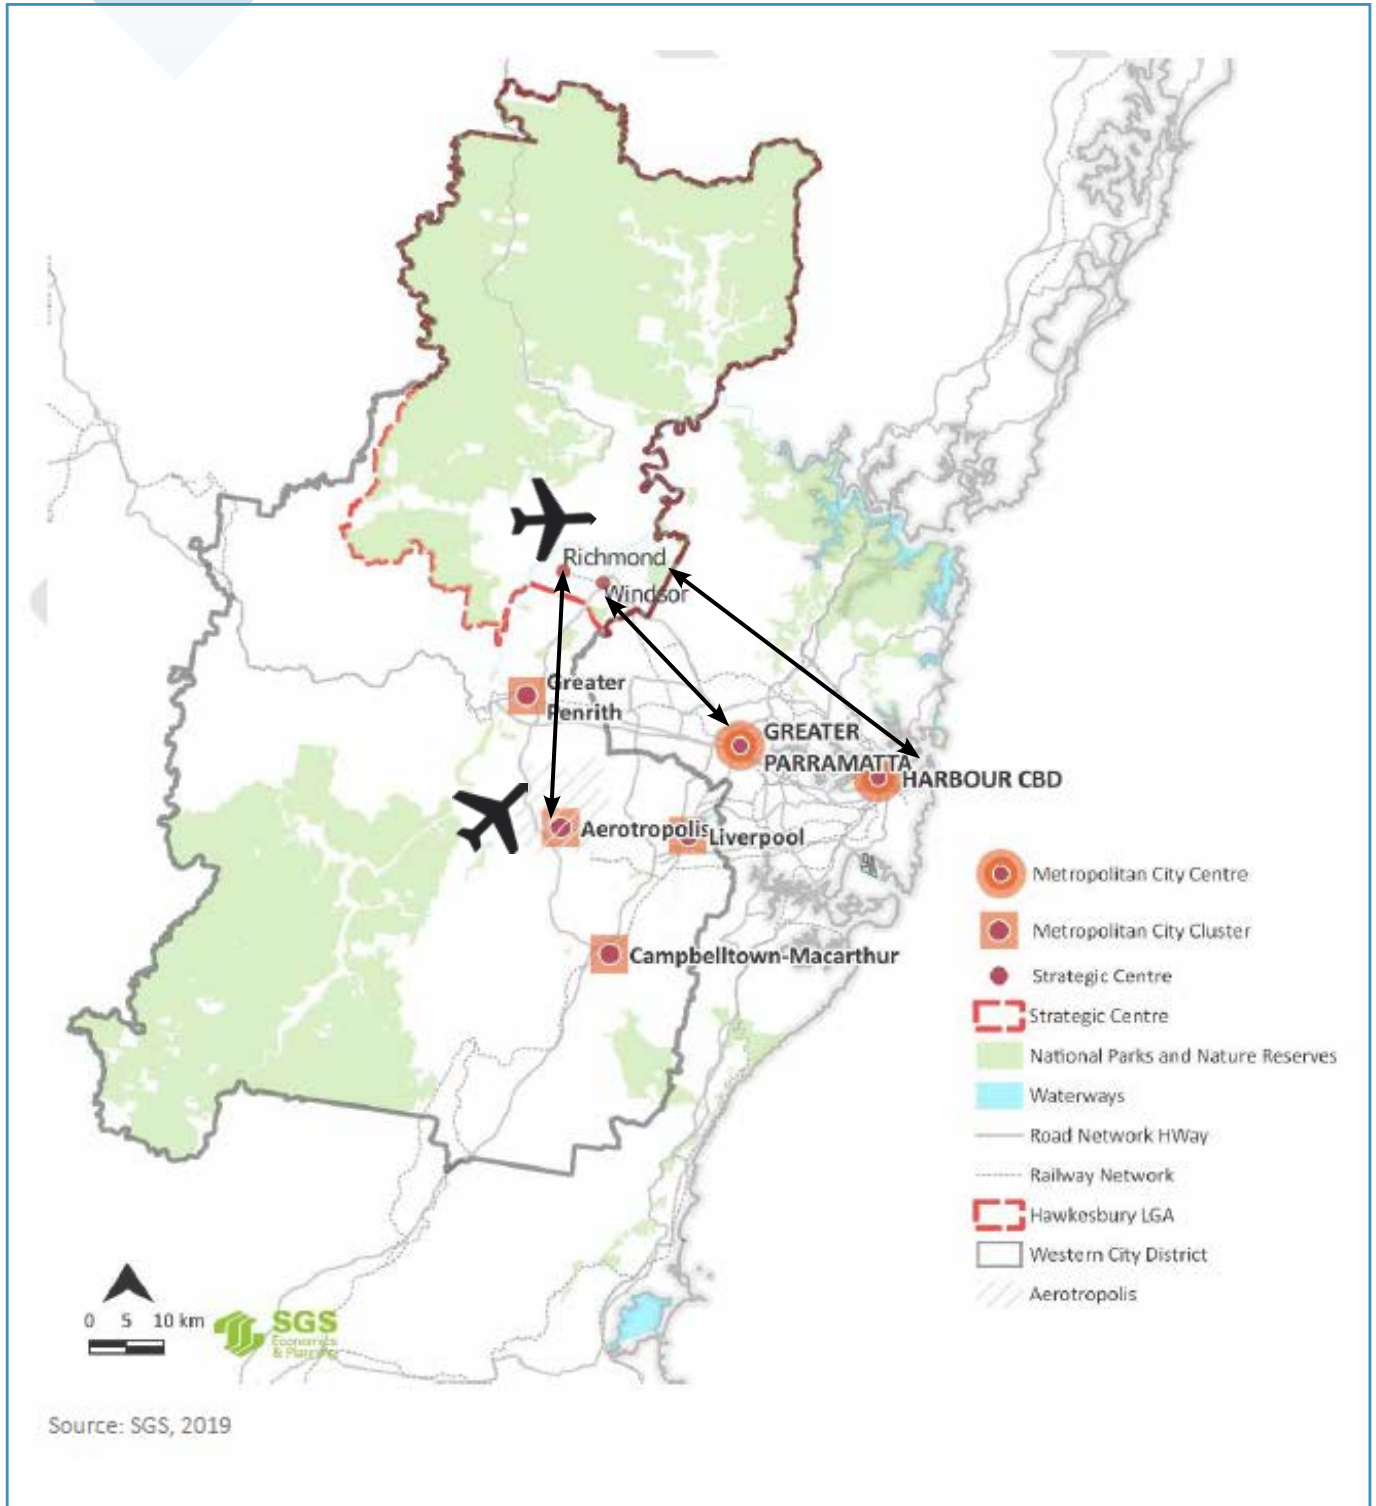 Richmond
Windsor
Greater
Penrith
GREATER
PARRAMATTA
HARBOUR CBD
Aerotropolis
Liverpool
Campbelltown-Macarthur
Metropolitan City Centre
Metropolitan City Cluster
Strategic Centre
Strategic Centre
National Parks and Nature Reserves
Waterways
Road Network HWay
Railway Network
Hawkesbury LGA
Western City District
Aerotropolis
0 5 10 km
SGS
Economics
& Planning
Source: SGS, 2019